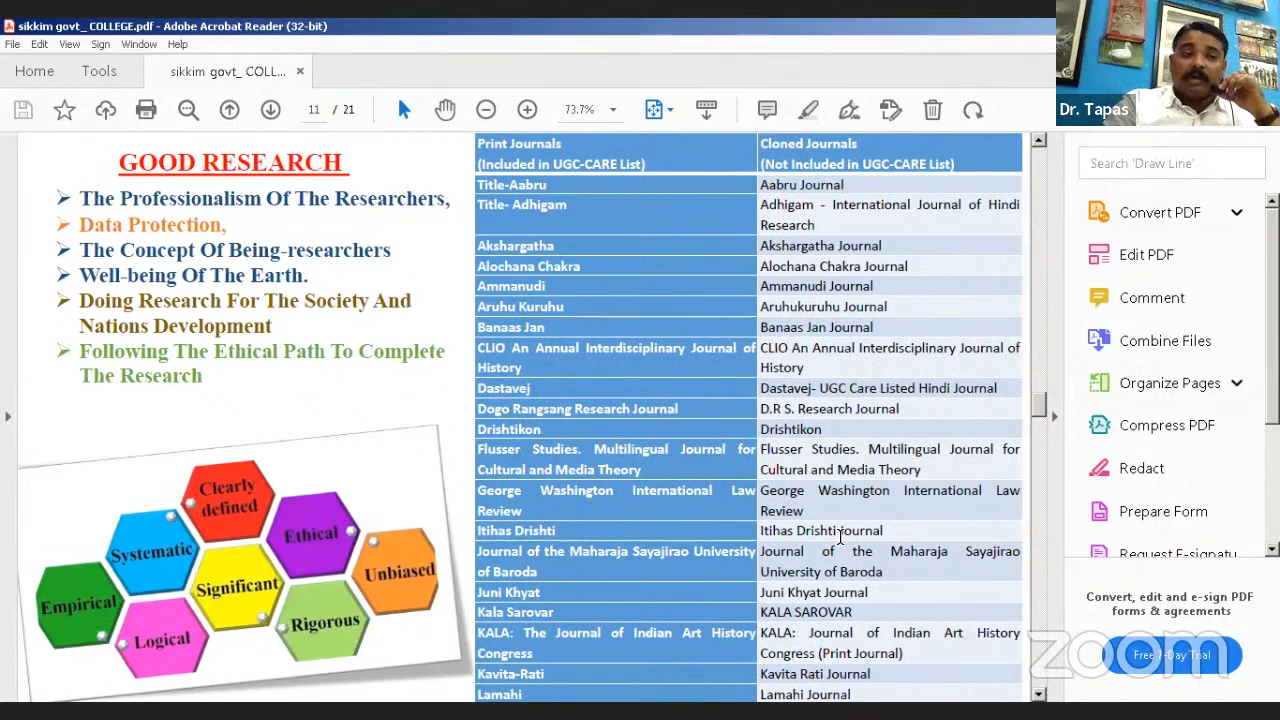 sikkim govt_ COLLEGE.pdf - Adobe Acrobat Reader (32-bit)
File Edit View Sign Window Help
Home Tools sikkim govt_ COLL... ×
11 / 21 73.7%
Dr. Tapas
GOOD RESEARCH
The Professionalism Of The Researchers,
Data Protection,
The Concept Of Being-researchers
Well-being Of The Earth.
Doing Research For The Society And
Nations Development
Following The Ethical Path To Complete
The Research
Clearly
defined
Systematic
Ethical
Empirical
Significant
Unbiased
Logical
Rigorous
Print Journals
(Included in UGC-CARE List)
Cloned Journals
(Not Included in UGC-CARE List)
Title-Aabru
Aabru Journal
Title- Adhigam
Adhigam - International Journal of Hindi
Research
Akshargatha
Akshargatha Journal
Alochana Chakra
Alochana Chakra Journal
Ammanudi
Ammanudi Journal
Aruhu Kuruhu
Aruhukuruhu Journal
Banaas Jan
Banaas Jan Journal
CLIO An Annual Interdisciplinary Journal of
History
CLIO An Annual Interdisciplinary Journal of
History
Dastavej
Dastavej- UGC Care Listed Hindi Journal
Dogo Rangsang Research Journal
D.R S. Research Journal
Drishtikon
Drishtikon
Flusser Studies. Multilingual Journal for
Cultural and Media Theory
Flusser Studies. Multilingual Journal for
Cultural and Media Theory
George Washington International Law
Review
George Washington International Law
Review
Itihas Drishti
Itihas Drishti Journal
Journal of the Maharaja Sayajirao University
of Baroda
Journal of the Maharaja Sayajirao
University of Baroda
Juni Khyat
Juni Khyat Journal
Kala Sarovar
KALA SAROVAR
KALA: The Journal of Indian Art History
Congress
KALA: Journal of Indian Art History
Congress (Print Journal)
Kavita-Rati
Kavita Rati Journal
Lamahi
Lamahi Journal
Search 'Draw Line'
Convert PDF
Edit PDF
Comment
Combine Files
Organize Pages
Compress PDF
Redact
Prepare Form
Request E-signatu
Convert, edit and e-sign PDF
forms & agreements
Free 7-Day Trial
zoom